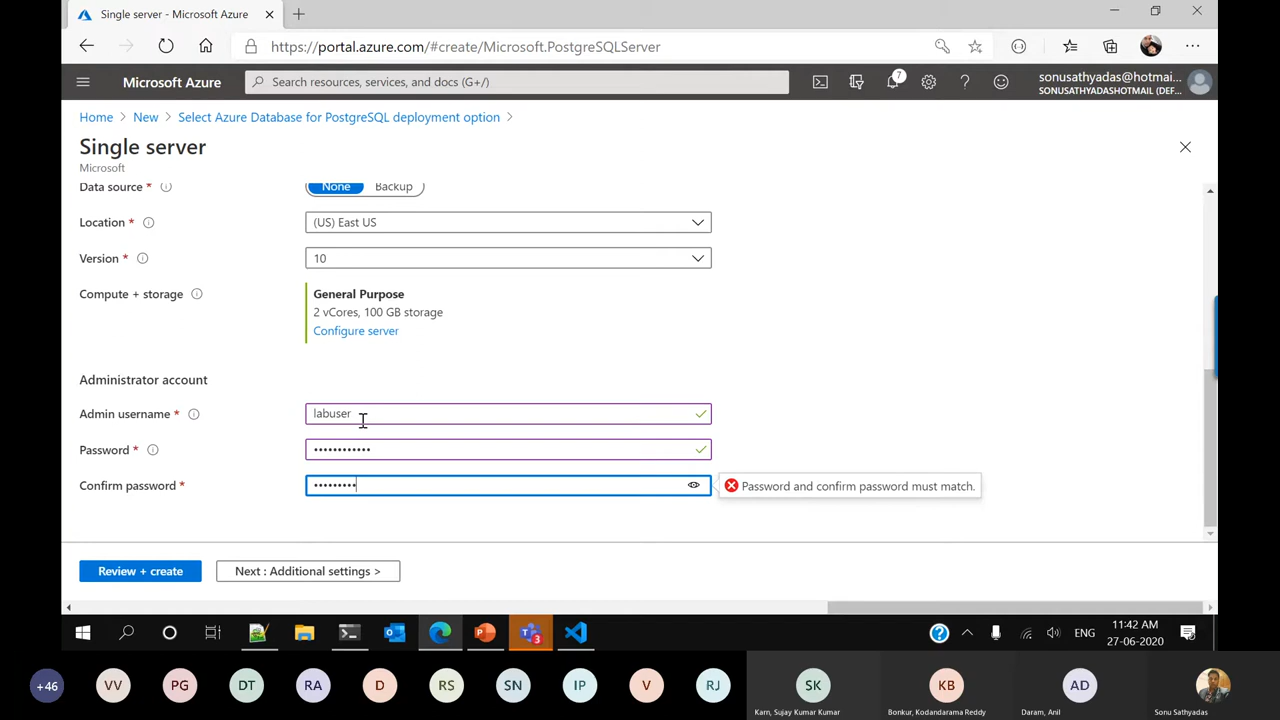 Single server - Microsoft Azure
https://portal.azure.com/#create/Microsoft.PostgreSQLServer
Microsoft Azure
Search resources, services, and docs (G+/)
7
sonusathyadas@hotmai...
SONUSATHYADASHOTMAIL (DEF...
Home > New > Select Azure Database for PostgreSQL deployment option >
Single server
Microsoft
Data source * None Backup
Location * (US) East US
Version * 10
Compute + storage General Purpose
2 vCores, 100 GB storage
Configure server
Administrator account
Admin username * labuser
Password * ••••••••••••
Confirm password * •••••••••
Password and confirm password must match.
Review + create
Next : Additional settings >
3
ENG
11:42 AM
27-06-2020
+46 VV PG DT RA D RS SN IP V RJ SK KB AD
Karn, Sujay Kumar Kumar
Bonkur, Kodandarama Reddy
Daram, Anil
Sonu Sathyadas